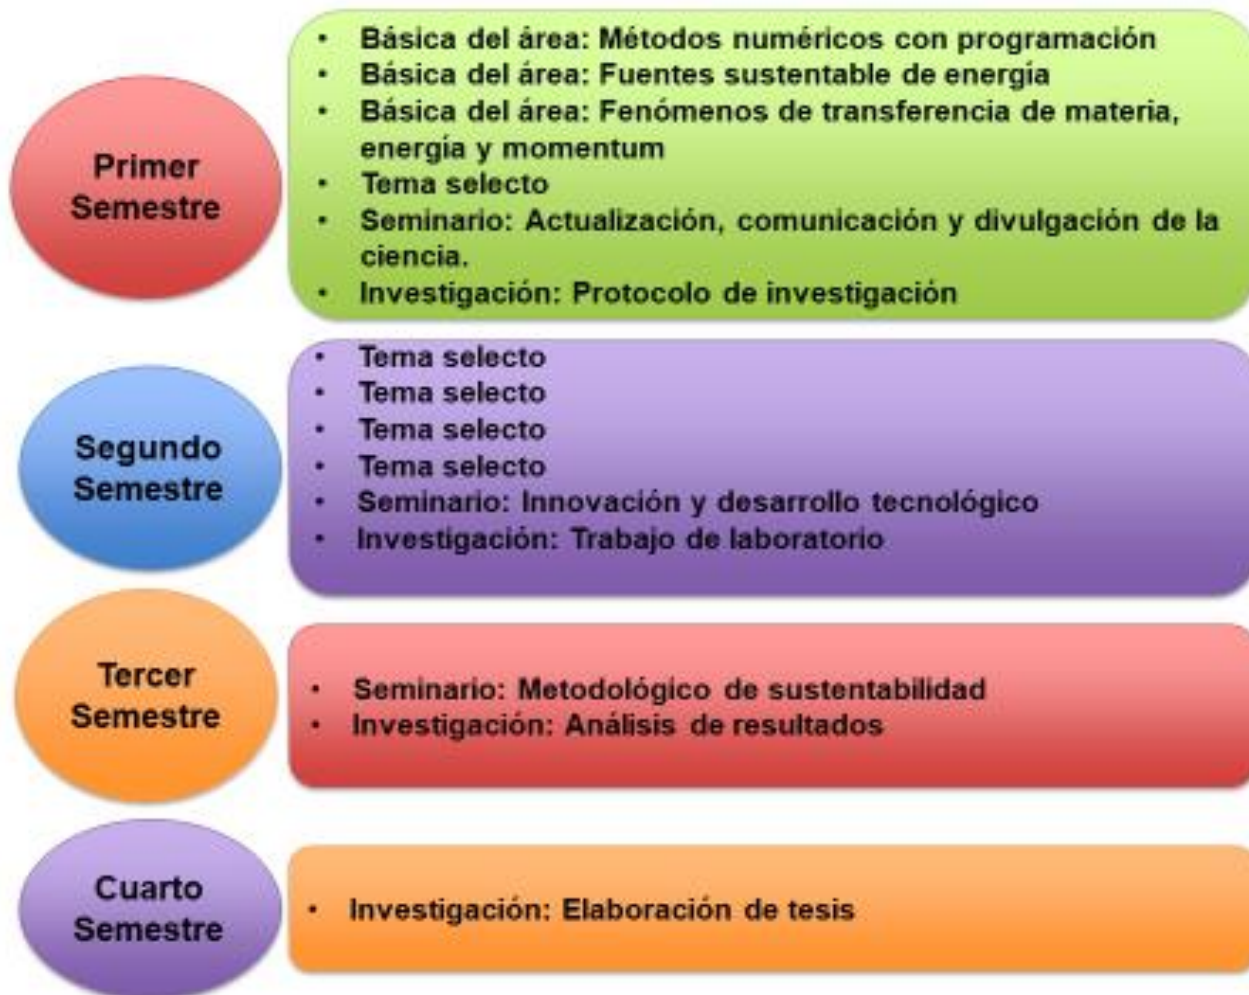 Primer
Semestre
• Básica del área: Métodos numéricos con programación
• Básica del área: Fuentes sustentable de energía
• Básica del área: Fenómenos de transferencia de materia,
energía y momentum
• Tema selecto
• Seminario: Actualización, comunicación y divulgación de la
ciencia.
• Investigación: Protocolo de investigación
Segundo
Semestre
• Tema selecto
• Tema selecto
• Tema selecto
• Tema selecto
• Seminario: Innovación y desarrollo tecnológico
• Investigación: Trabajo de laboratorio
Tercer
Semestre
• Seminario: Metodológico de sustentabilidad
• Investigación: Análisis de resultados
Cuarto
Semestre
• Investigación: Elaboración de tesis